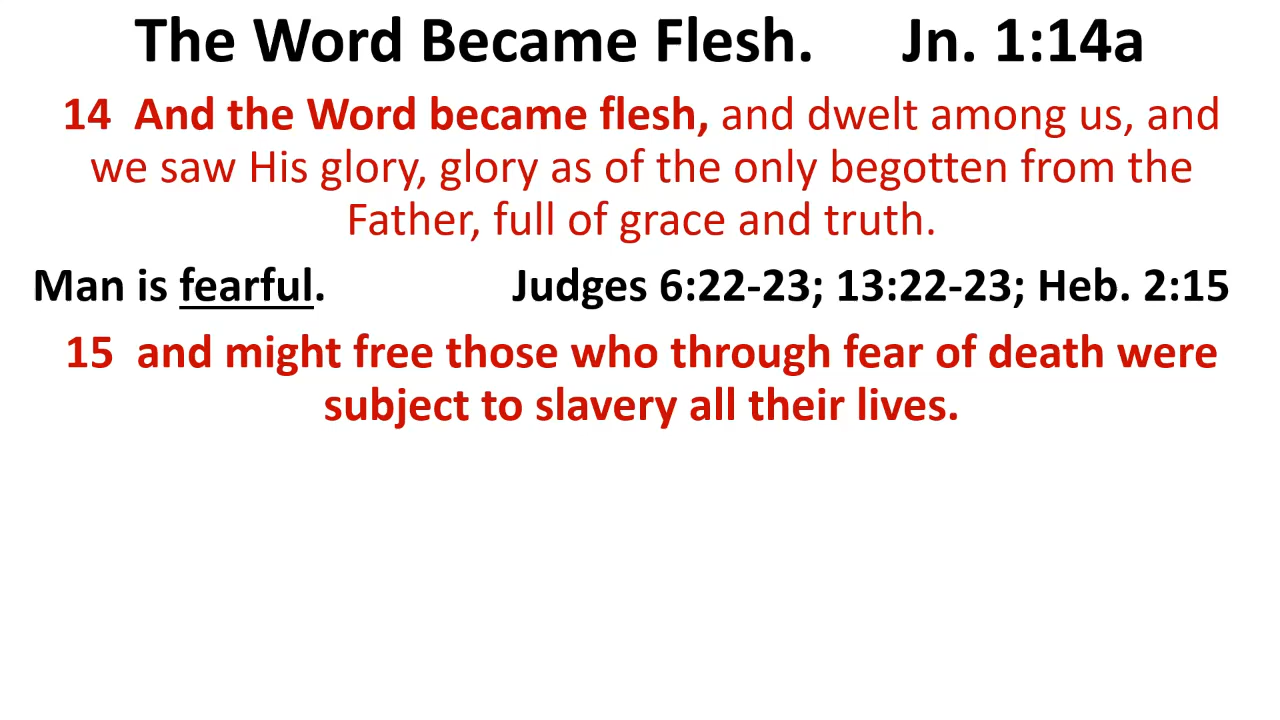 The Word Became Flesh. Jn. 1:14a
14 And the Word became flesh, and dwelt among us, and
we saw His glory, glory as of the only begotten from the
Father, full of grace and truth.
Man is fearful. Judges 6:22-23; 13:22-23; Heb. 2:15
15 and might free those who through fear of death were
subject to slavery all their lives.